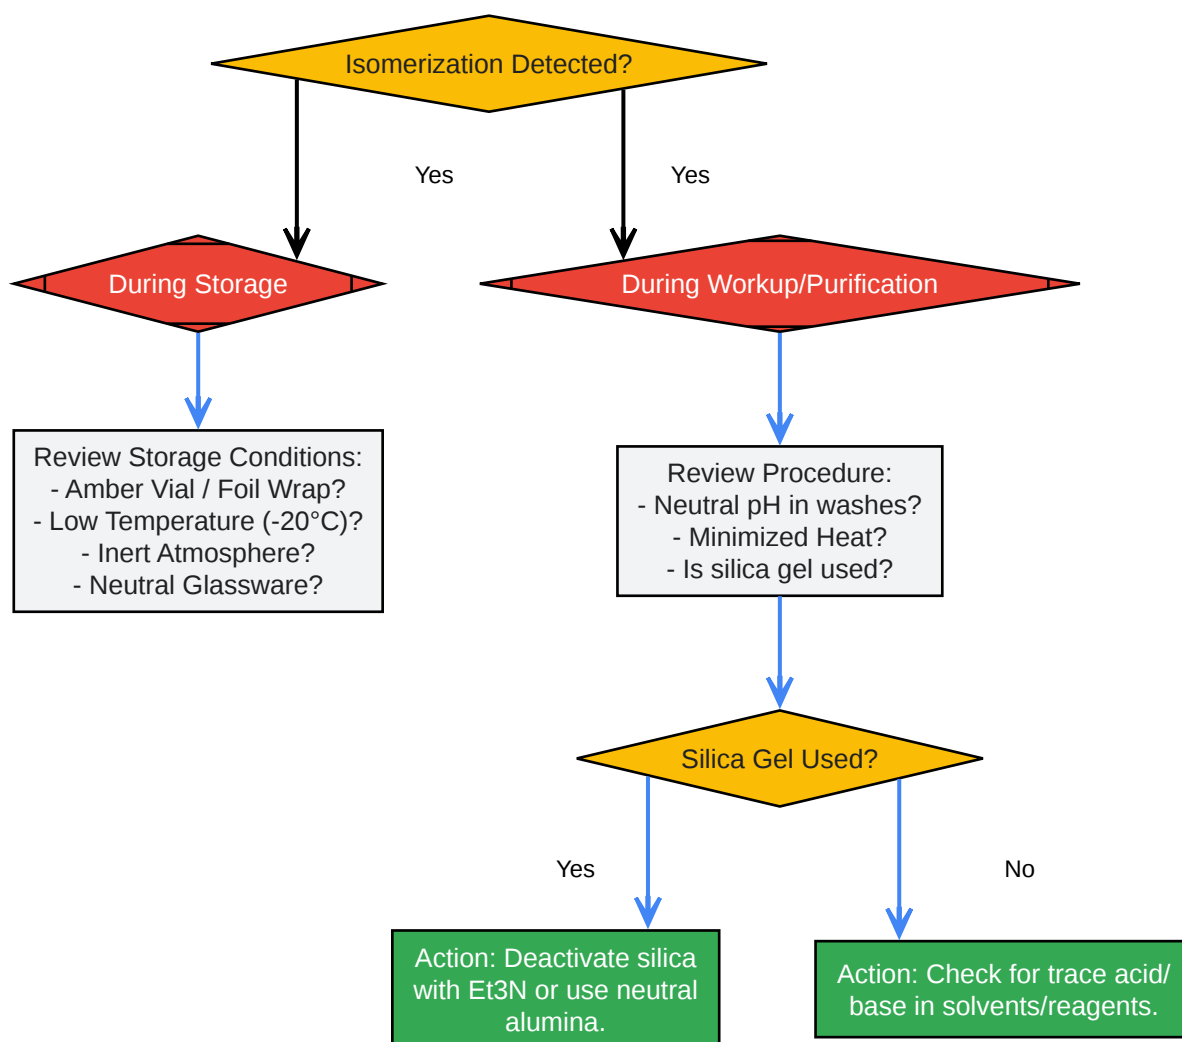 Isomerization Detected?
Yes
Yes
During Storage
During Workup/Purification
Review Storage Conditions:
- Amber Vial / Foil Wrap?
- Low Temperature (-20°C)?
- Inert Atmosphere?
- Neutral Glassware?
Review Procedure:
- Neutral pH in washes?
- Minimized Heat?
- Is silica gel used?
Silica Gel Used?
Yes
No
Action: Deactivate silica
with Et3N or use neutral
alumina.
Action: Check for trace acid/
base in solvents/reagents.